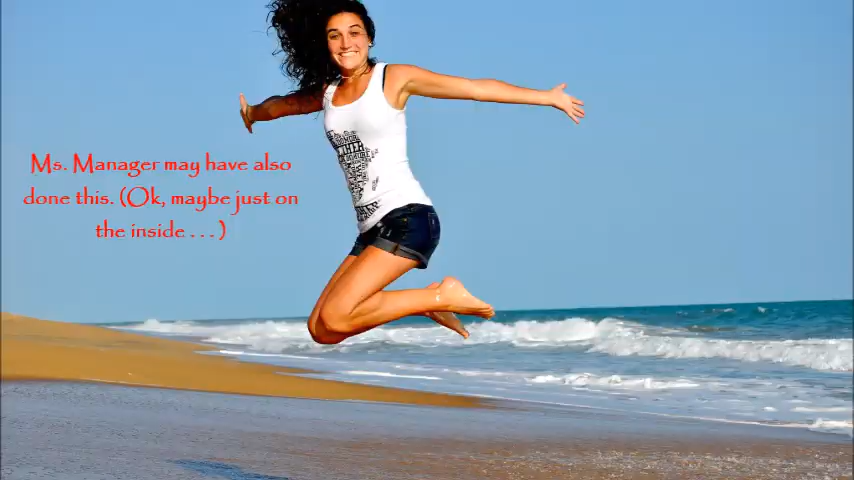 Ms. Manager may have also
done this. (Ok, maybe just on
the inside . . . )